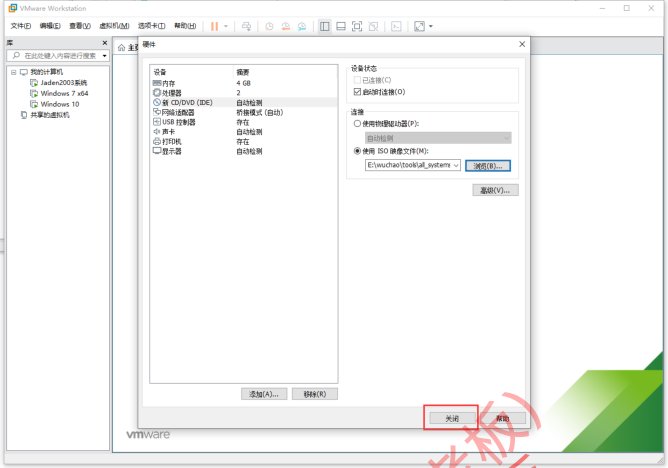 VMware Workstation
文件(F) 编辑(E) 查看(V) 虚拟机(M) 选项卡(T) 帮助(H)
库
在此处键入内容进行搜索
我的计算机
Jaden2003系统
Windows 7 x64
Windows 10
共享的虚拟机
主页
硬件
设备 摘要
内存 4 GB
处理器 2
新 CD/DVD (IDE) 自动检测
网络适配器 桥接模式 (自动)
USB 控制器 存在
声卡 自动检测
打印机 存在
显示器 自动检测
设备状态
已连接(C)
启动时连接(O)
连接
使用物理驱动器(P):
自动检测
使用 ISO 映像文件(M):
E:\wuchao\tools\all_systems
浏览(B)...
高级(V)...
添加(A)... 移除(R)
关闭 帮助
vmware
老板)